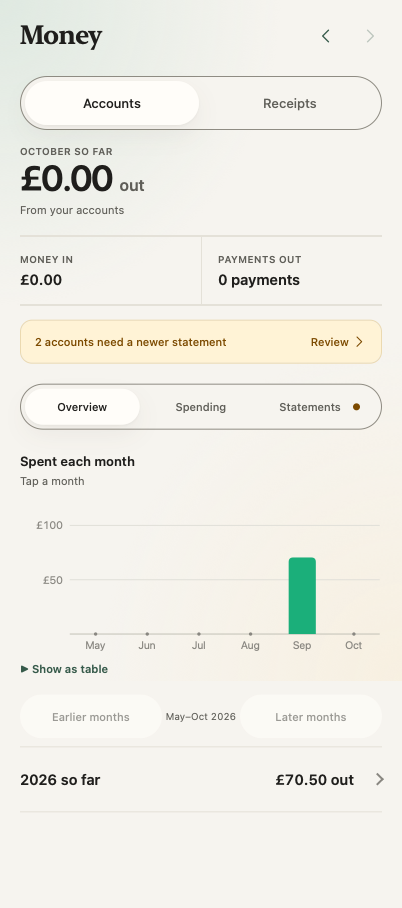 Money
Accounts
Receipts
OCTOBER SO FAR
£0.00 out
From your accounts
MONEY IN
PAYMENTS OUT
£0.00
0 payments
2 accounts need a newer statement
Review
Overview
Spending
Statements
Spent each month
Tap a month
£100
£50
May Jun Jul Aug Sep Oct
Show as table
Earlier months
May–Oct 2026
Later months
2026 so far
£70.50 out